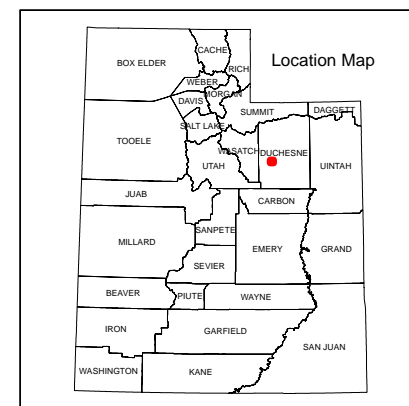 Location Map
CACHE
BOX ELDER
RICH
WEBER
MORGAN
DAVIS
SUMMIT
DAGGETT
SALT LAKE
TOOELE
WASATCH
DUCHESNE
UTAH
UINTAH
JUAB
CARBON
SANPETE
MILLARD
EMERY
GRAND
SEVIER
BEAVER
PIUTE
WAYNE
IRON
GARFIELD
SAN JUAN
WASHINGTON
KANE